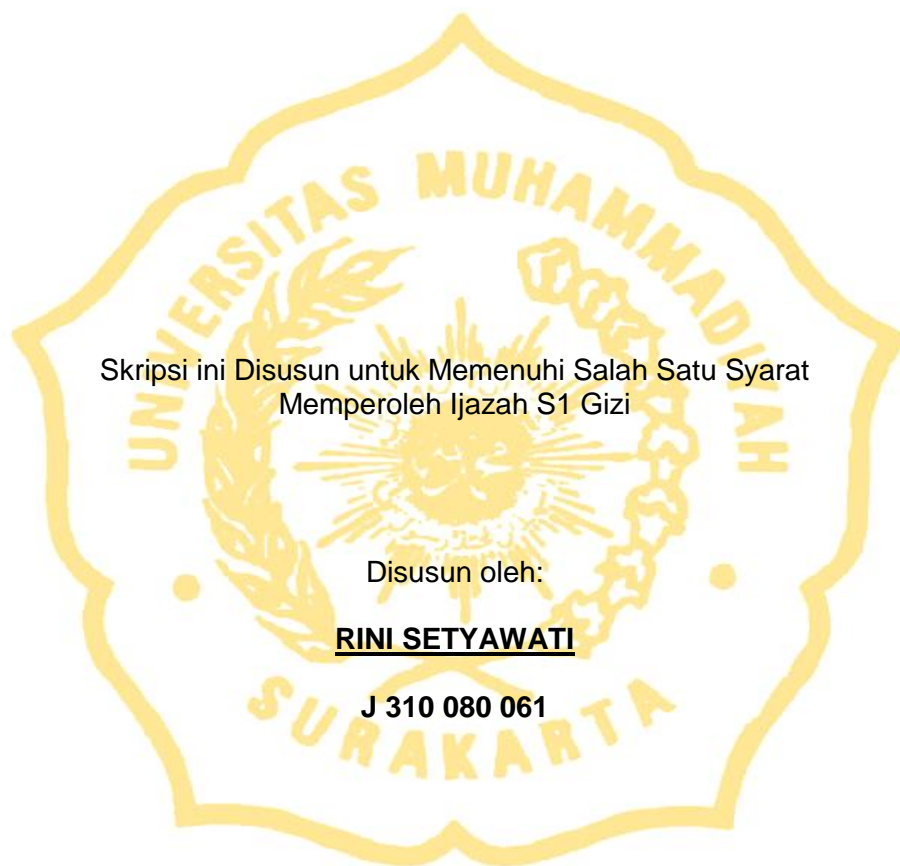 UNIVERSITAS MUHAMMADIYAH
Skripsi ini Disusun untuk Memenuhi Salah Satu Syarat
Memperoleh Ijazah S1 Gizi
Disusun oleh:
RINI SETYAWATI
J 310 080 061
SURAKARTA